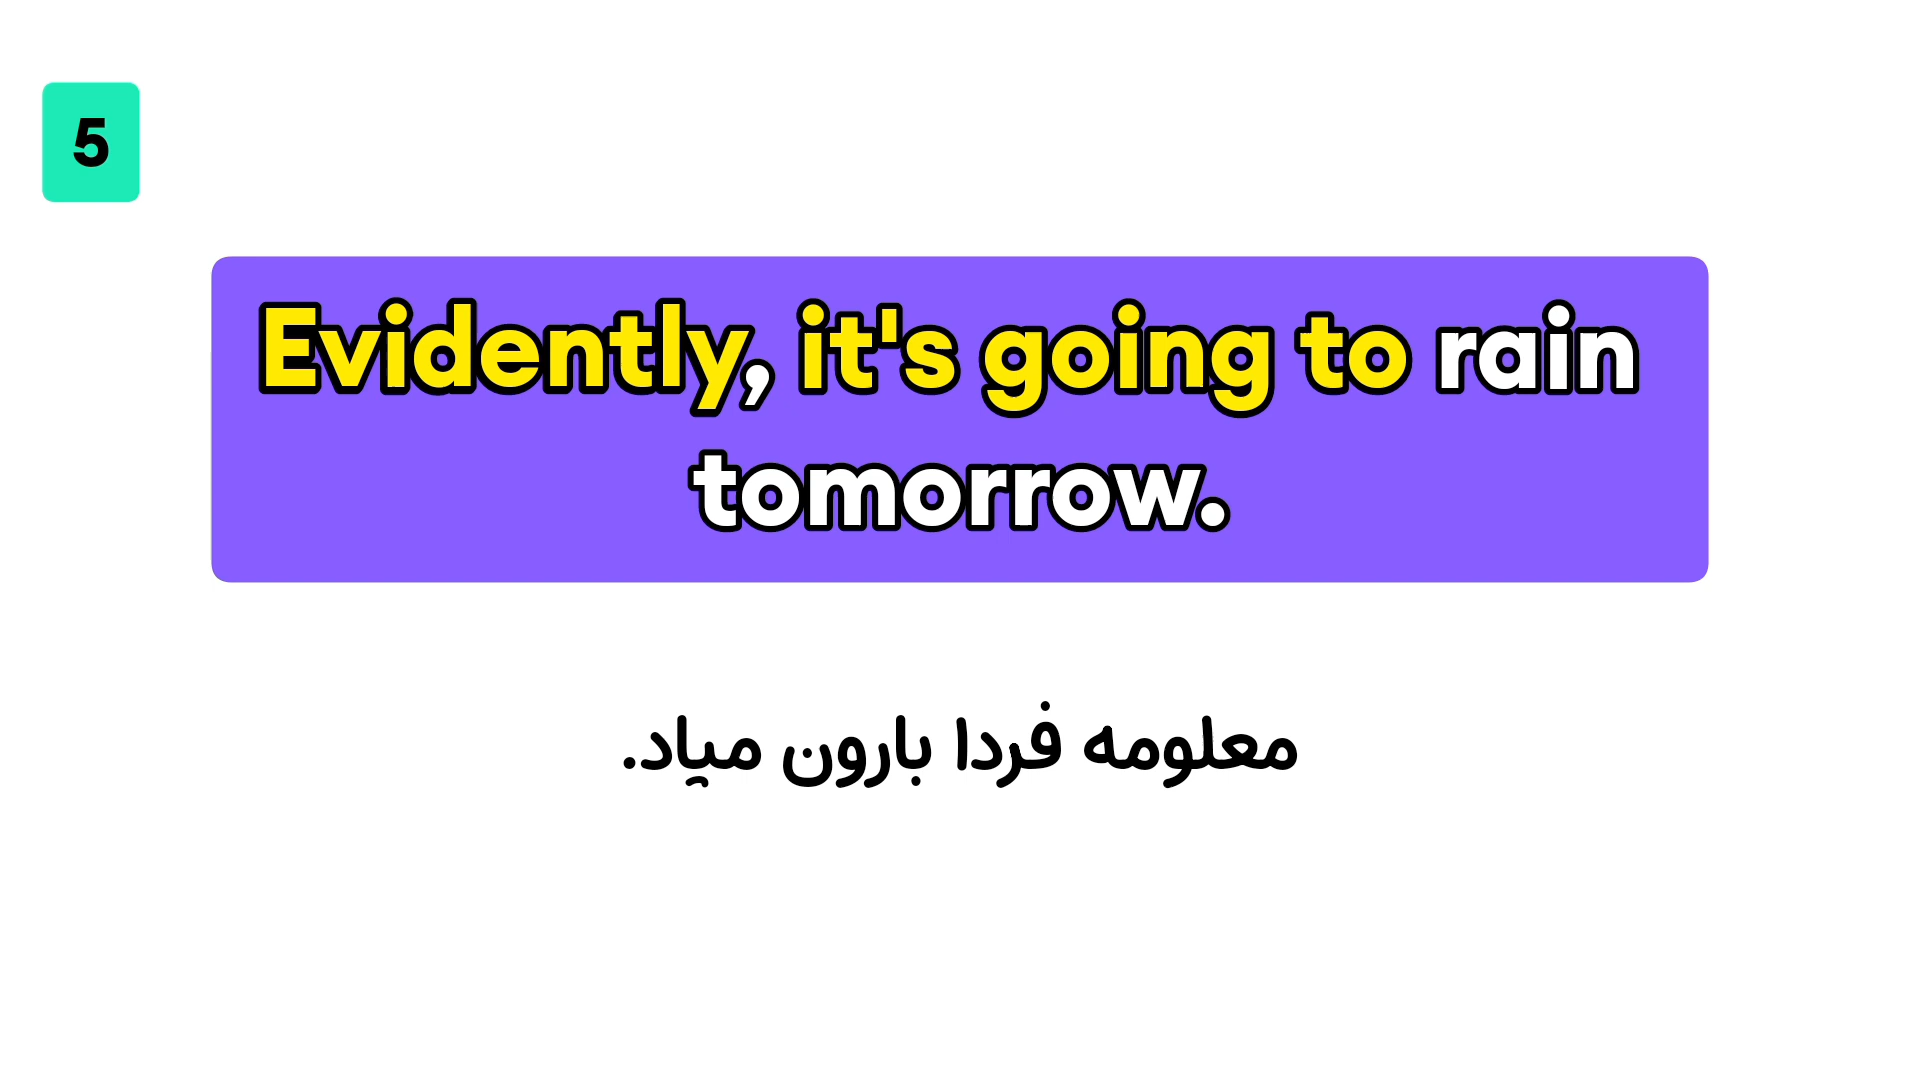 5
Evidently, it's going to rain
tomorrow.
معلومه فردا بارون میاد.